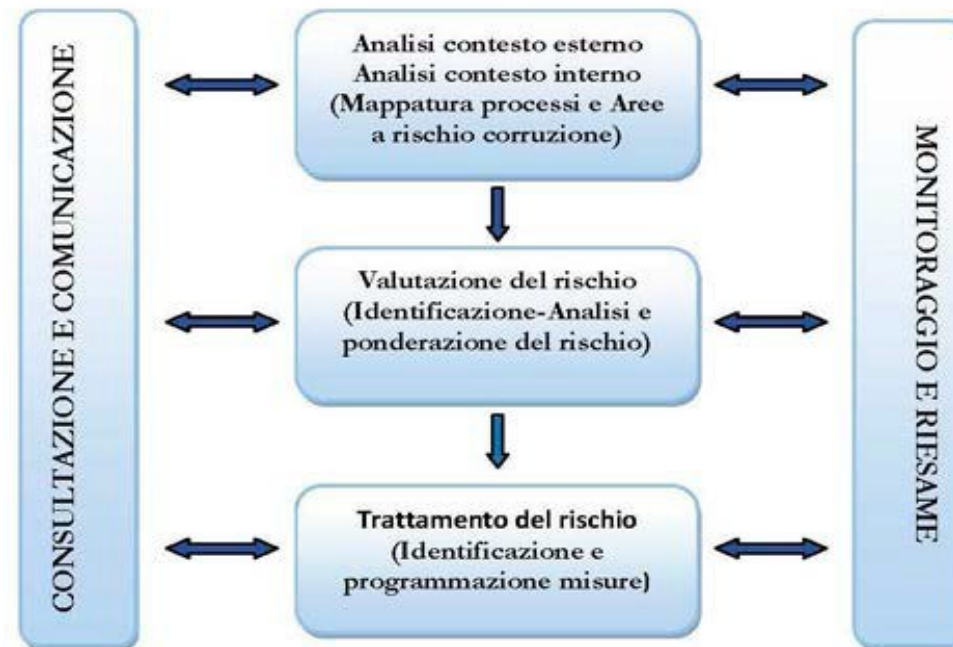 CONSULTAZIONE E COMUNICAZIONE
Analisi contesto esterno
Analisi contesto interno
(Mappatura processi e Aree
a rischio corruzione)
Valutazione del rischio
(Identificazione-Analisi e
ponderazione del rischio)
Trattamento del rischio
(Identificazione e
programmazione misure)
MONITORAGGIO E RIESAME